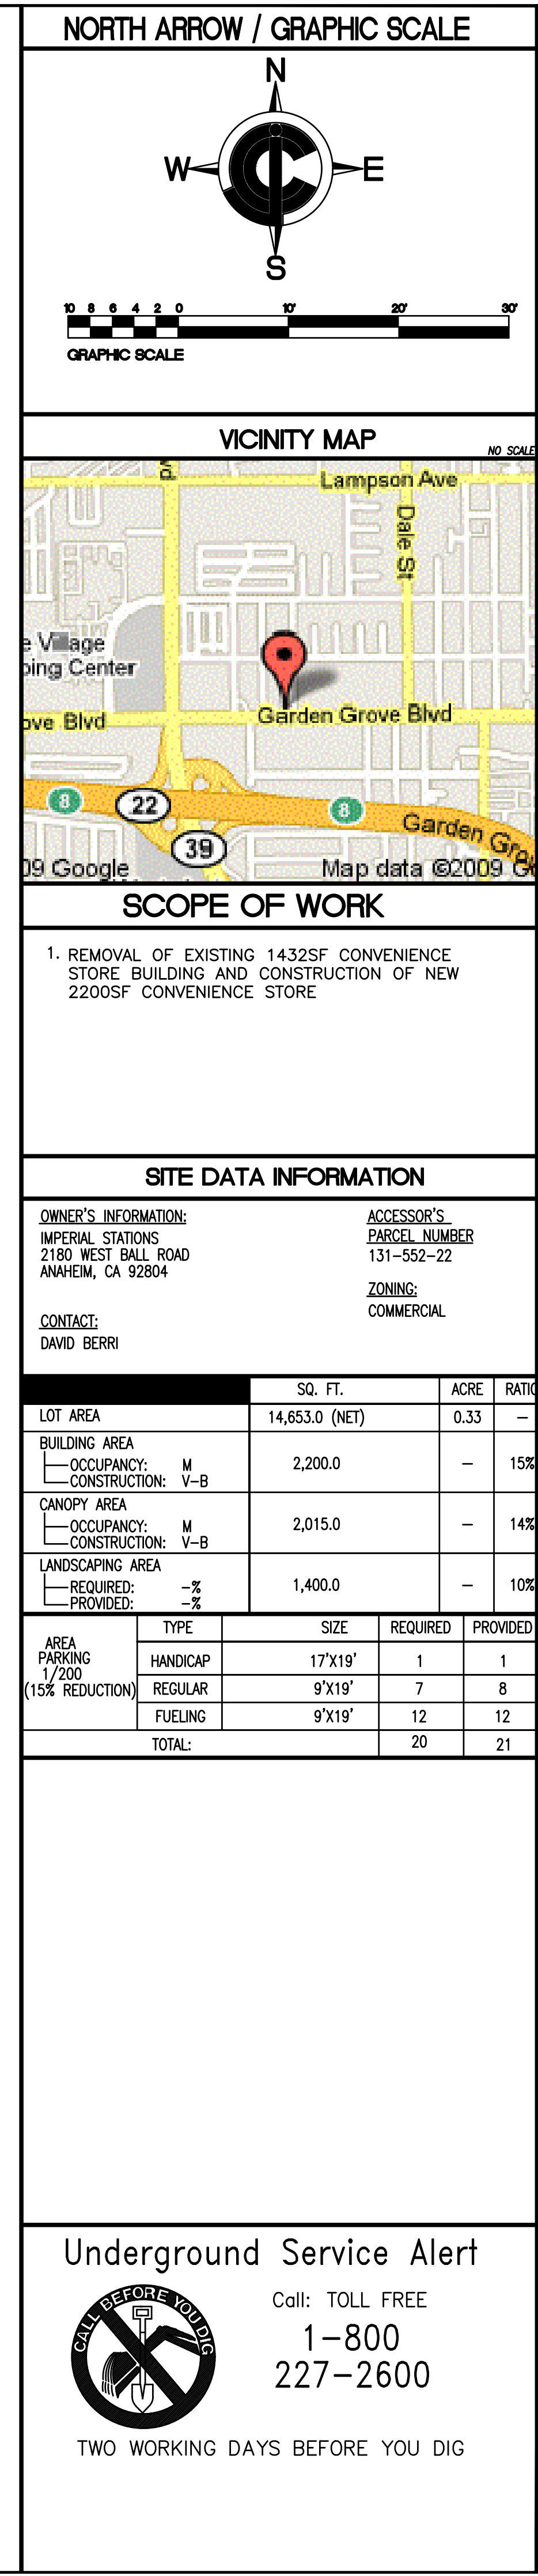 NORTH ARROW / GRAPHIC SCALE
N
W E
S
10 8 6 4 2 0 10' 20' 30'
GRAPHIC SCALE
VICINITY MAP
NO SCALE
Lampson Ave
Dale St
Village
Center
Blvd
Garden Grove Blvd
8
22
8
39
Garden
Google
Map data ©2009
SCOPE OF WORK
1. REMOVAL OF EXISTING 1432SF CONVENIENCE
STORE BUILDING AND CONSTRUCTION OF NEW
2200SF CONVENIENCE STORE
SITE DATA INFORMATION
OWNER'S INFORMATION:
IMPERIAL STATIONS
2180 WEST BALL ROAD
ANAHEIM, CA 92804
ACCESSOR'S
PARCEL NUMBER
131-552-22
ZONING:
COMMERCIAL
CONTACT:
DAVID BERRI
SQ. FT. ACRE RATIO
LOT AREA 14,653.0 (NET) 0.33 –
BUILDING AREA
OCCUPANCY: M 2,200.0 – 15%
CONSTRUCTION: V-B
CANOPY AREA
OCCUPANCY: M 2,015.0 – 14%
CONSTRUCTION: V-B
LANDSCAPING AREA
REQUIRED: -% 1,400.0 – 10%
PROVIDED: -%
AREA
PARKING
1/200
(15% REDUCTION)
TYPE SIZE REQUIRED PROVIDED
HANDICAP 17'X19' 1 1
REGULAR 9'X19' 7 8
FUELING 9'X19' 12 12
TOTAL: 20 21
Underground Service Alert
CALL BEFORE YOU DIG
Call: TOLL FREE
1-800
227-2600
TWO WORKING DAYS BEFORE YOU DIG